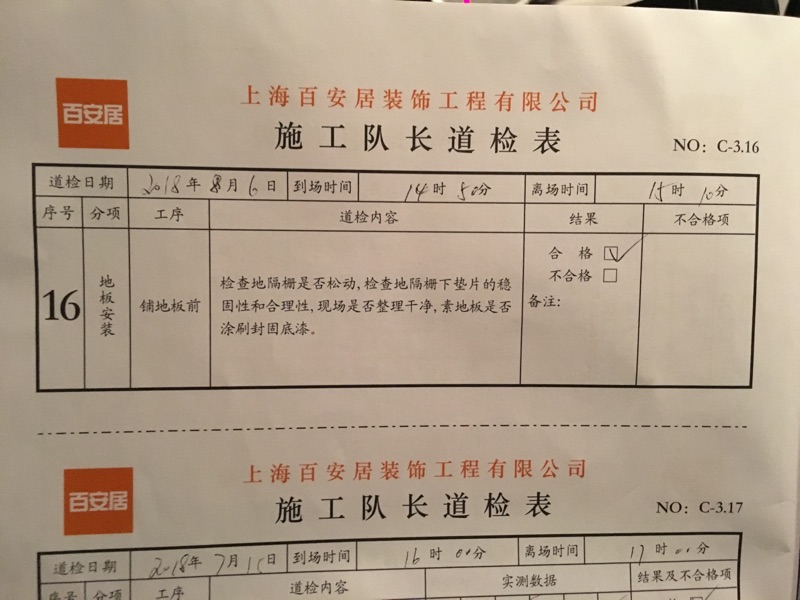 百安居
上海百安居装饰工程有限公司
施工队长道检表
NO: C-3.16
道检日期 2018年8月6日 到场时间 14时50分 离场时间 15时10分
序号 分项 工序 道检内容 结果 不合格项
16 地板安装 铺地板前
检查地隔栅是否松动,检查地隔栅下垫片的稳
固性和合理性,现场是否整理干净,素地板是否
涂刷封固底漆。
合格
不合格
备注:
百安居
上海百安居装饰工程有限公司
施工队长道检表
NO: C-3.17
道检日期 2018年7月15日 到场时间 16时00分 离场时间 17时00分
序号 分项 工序 道检内容 实测数据 结果及不合格项